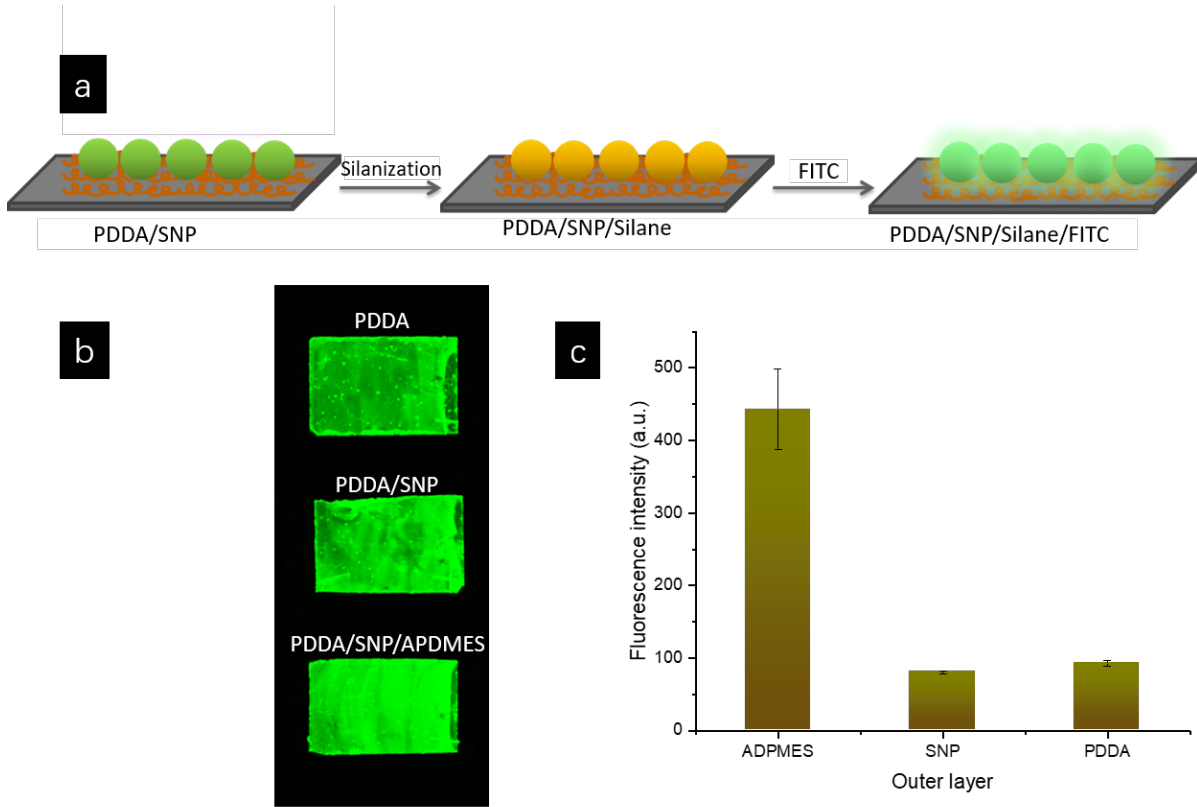 a
Silanization
FITC
PDDA/SNP
PDDA/SNP/Silane
PDDA/SNP/Silane/FITC
b
PDDA
PDDA/SNP
PDDA/SNP/APDMES
c
Fluorescence intensity (a.u.)
500
400
300
200
100
0
ADPMES
SNP
PDDA
Outer layer